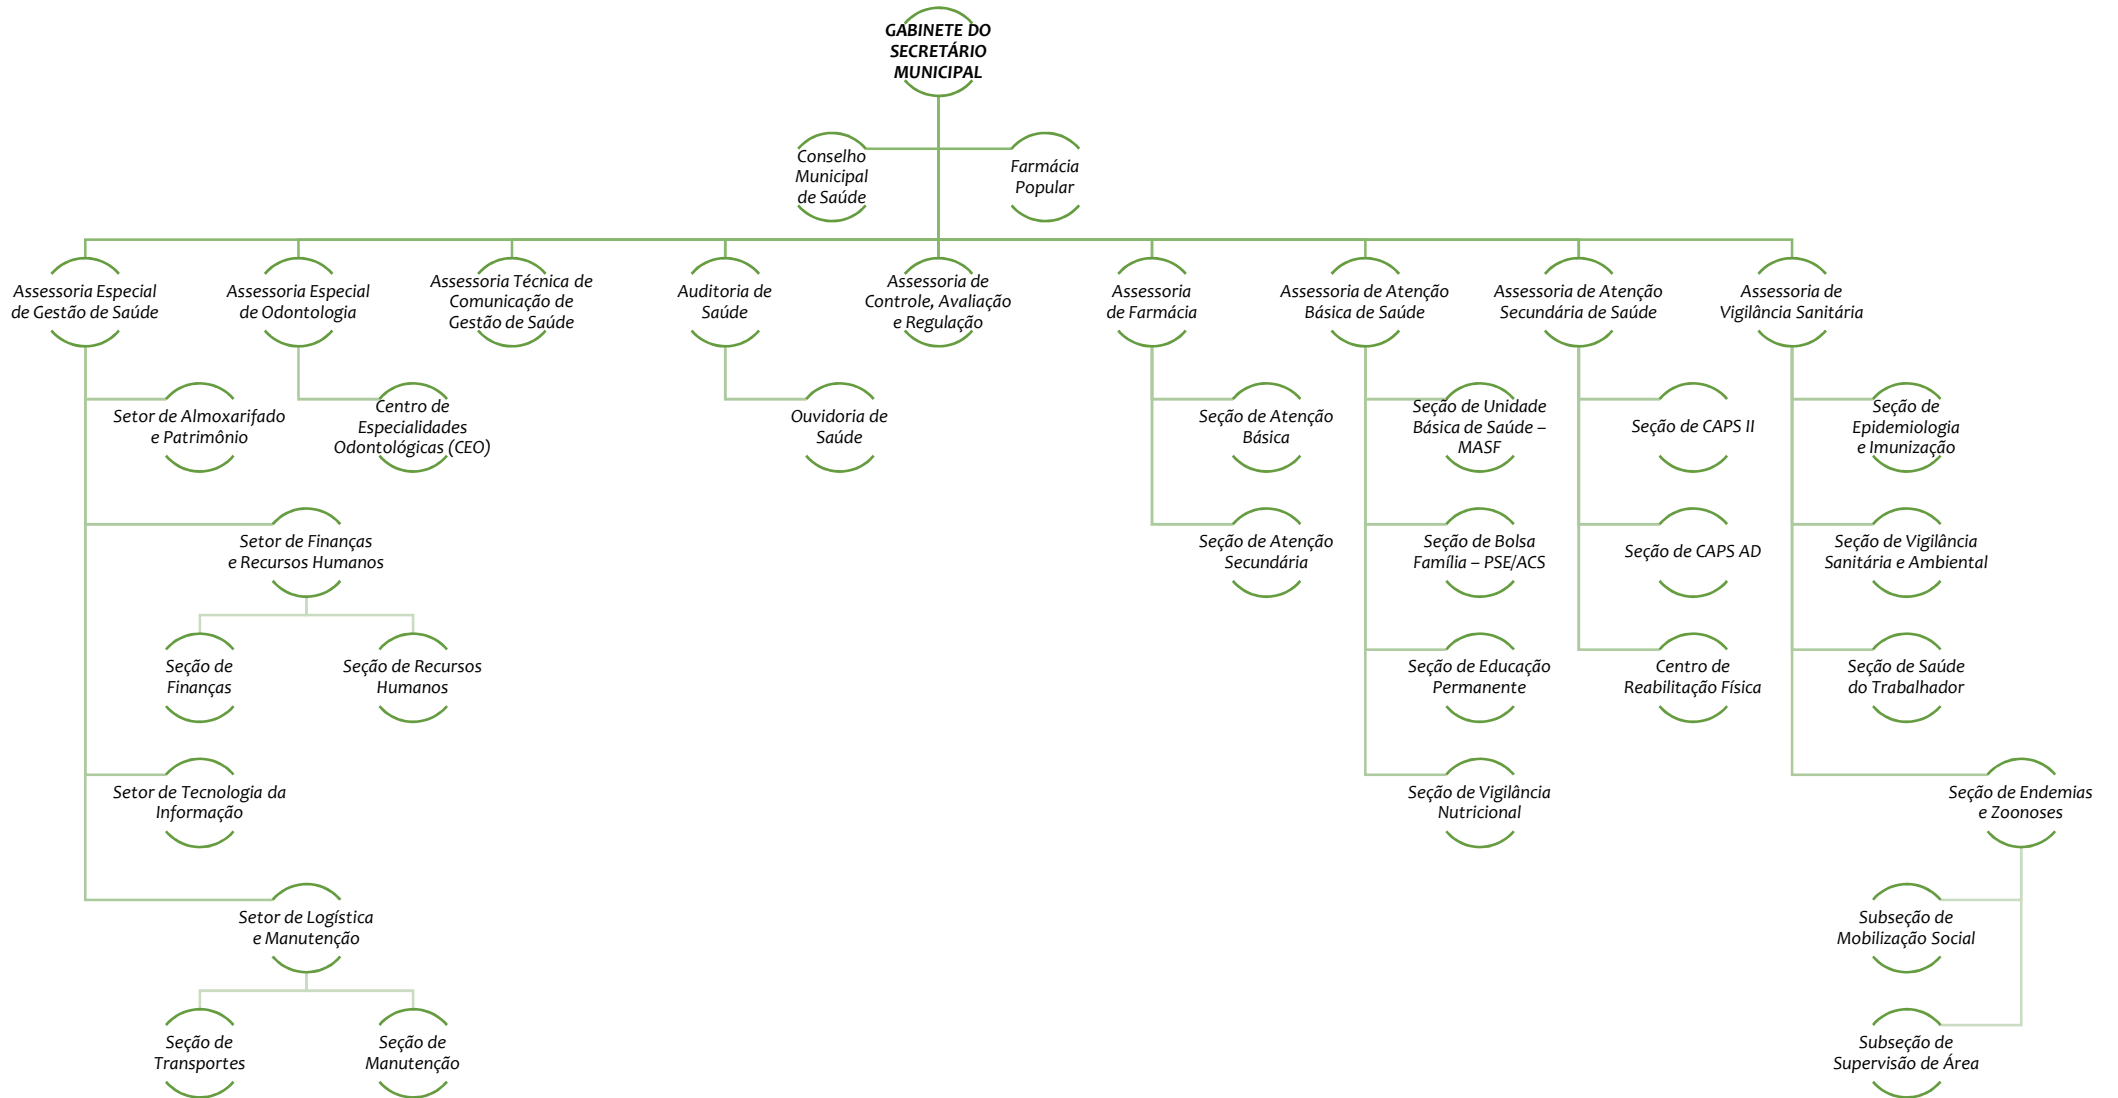 GABINETE DO
SECRETÁRIO
MUNICIPAL
Conselho
Municipal
de Saúde
Farmácia
Popular
Assessoria Especial
de Gestão de Saúde
Assessoria Especial
de Odontologia
Assessoria Técnica de
Comunicação de
Gestão de Saúde
Auditoria de
Saúde
Assessoria de
Controle, Avaliação
e Regulação
Assessoria
de Farmácia
Assessoria de Atenção
Básica de Saúde
Assessoria de Atenção
Secundária de Saúde
Assessoria de
Vigilância Sanitária
Setor de Almoxarifado
e Patrimônio
Centro de
Especialidades
Odontológicas (CEO)
Ouvidoria de
Saúde
Seção de Atenção
Básica
Seção de Unidade
Básica de Saúde –
MASF
Seção de CAPS II
Seção de
Epidemiologia
e Imunização
Setor de Finanças
e Recursos Humanos
Seção de Atenção
Secundária
Seção de Bolsa
Família – PSE/ACS
Seção de CAPS AD
Seção de Vigilância
Sanitária e Ambiental
Seção de
Finanças
Seção de Recursos
Humanos
Seção de Educação
Permanente
Centro de
Reabilitação Física
Seção de Saúde
do Trabalhador
Setor de Tecnologia da
Informação
Seção de Vigilância
Nutricional
Seção de Endemias
e Zoonoses
Setor de Logística
e Manutenção
Subseção de
Mobilização Social
Seção de
Transportes
Seção de
Manutenção
Subseção de
Supervisão de Área